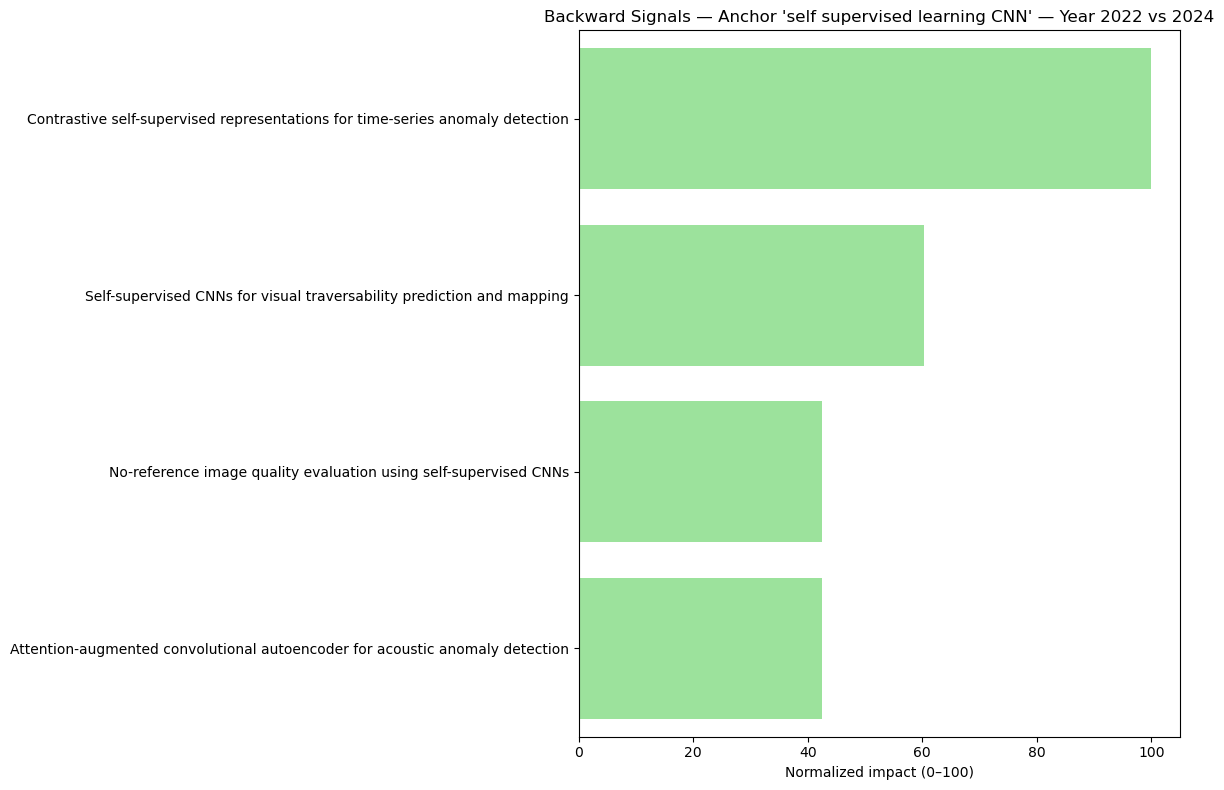 Backward Signals — Anchor 'self supervised learning CNN' — Year 2022 vs 2024
Contrastive self-supervised representations for time-series anomaly detection
Self-supervised CNNs for visual traversability prediction and mapping
No-reference image quality evaluation using self-supervised CNNs
Attention-augmented convolutional autoencoder for acoustic anomaly detection
0 20 40 60 80 100
Normalized impact (0–100)